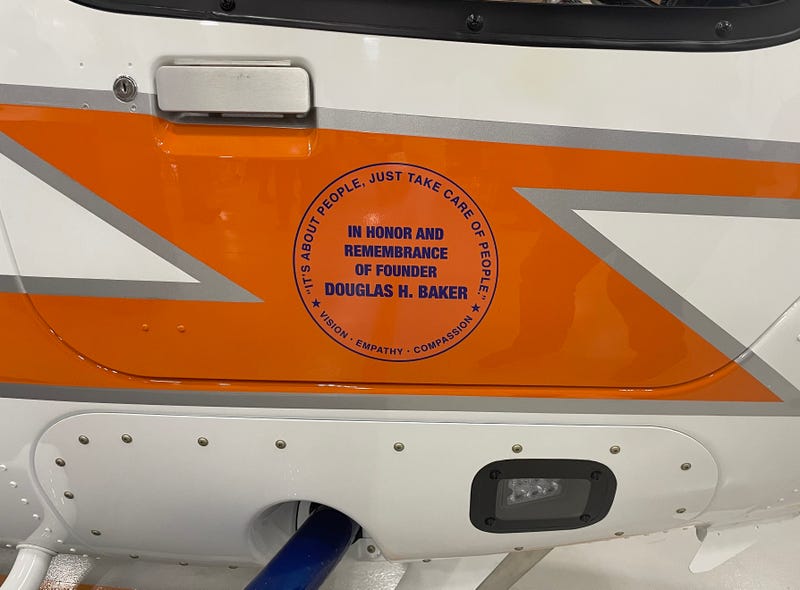 "IT'S ABOUT PEOPLE, JUST TAKE CARE OF PEOPLE."
IN HONOR AND
REMEMBRANCE
OF FOUNDER
DOUGLAS H. BAKER
★ VISION · EMPATHY · COMPASSION ★